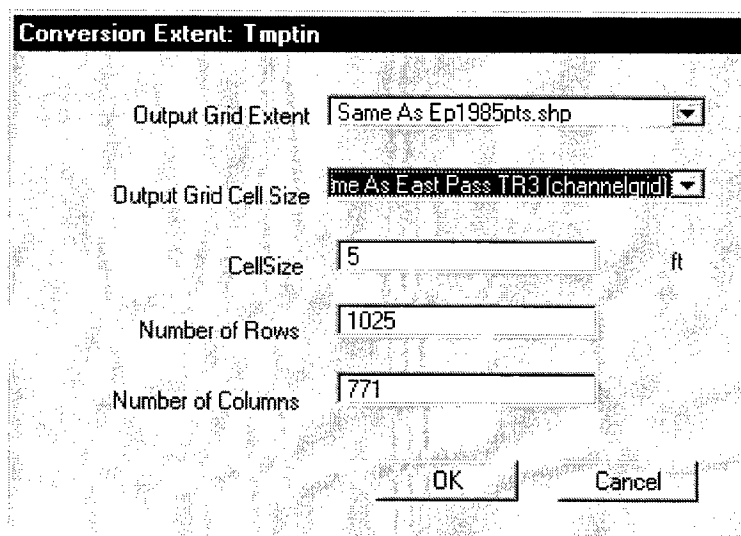 Conversion Extent: Tmptin
Output Grid Extent Same As Ep1985pts.shp
Output Grid Cell Size me As East Pass TR3 (channelgrid)
CellSize 5 ft
Number of Rows 1025
Number of Columns 771
OK Cancel